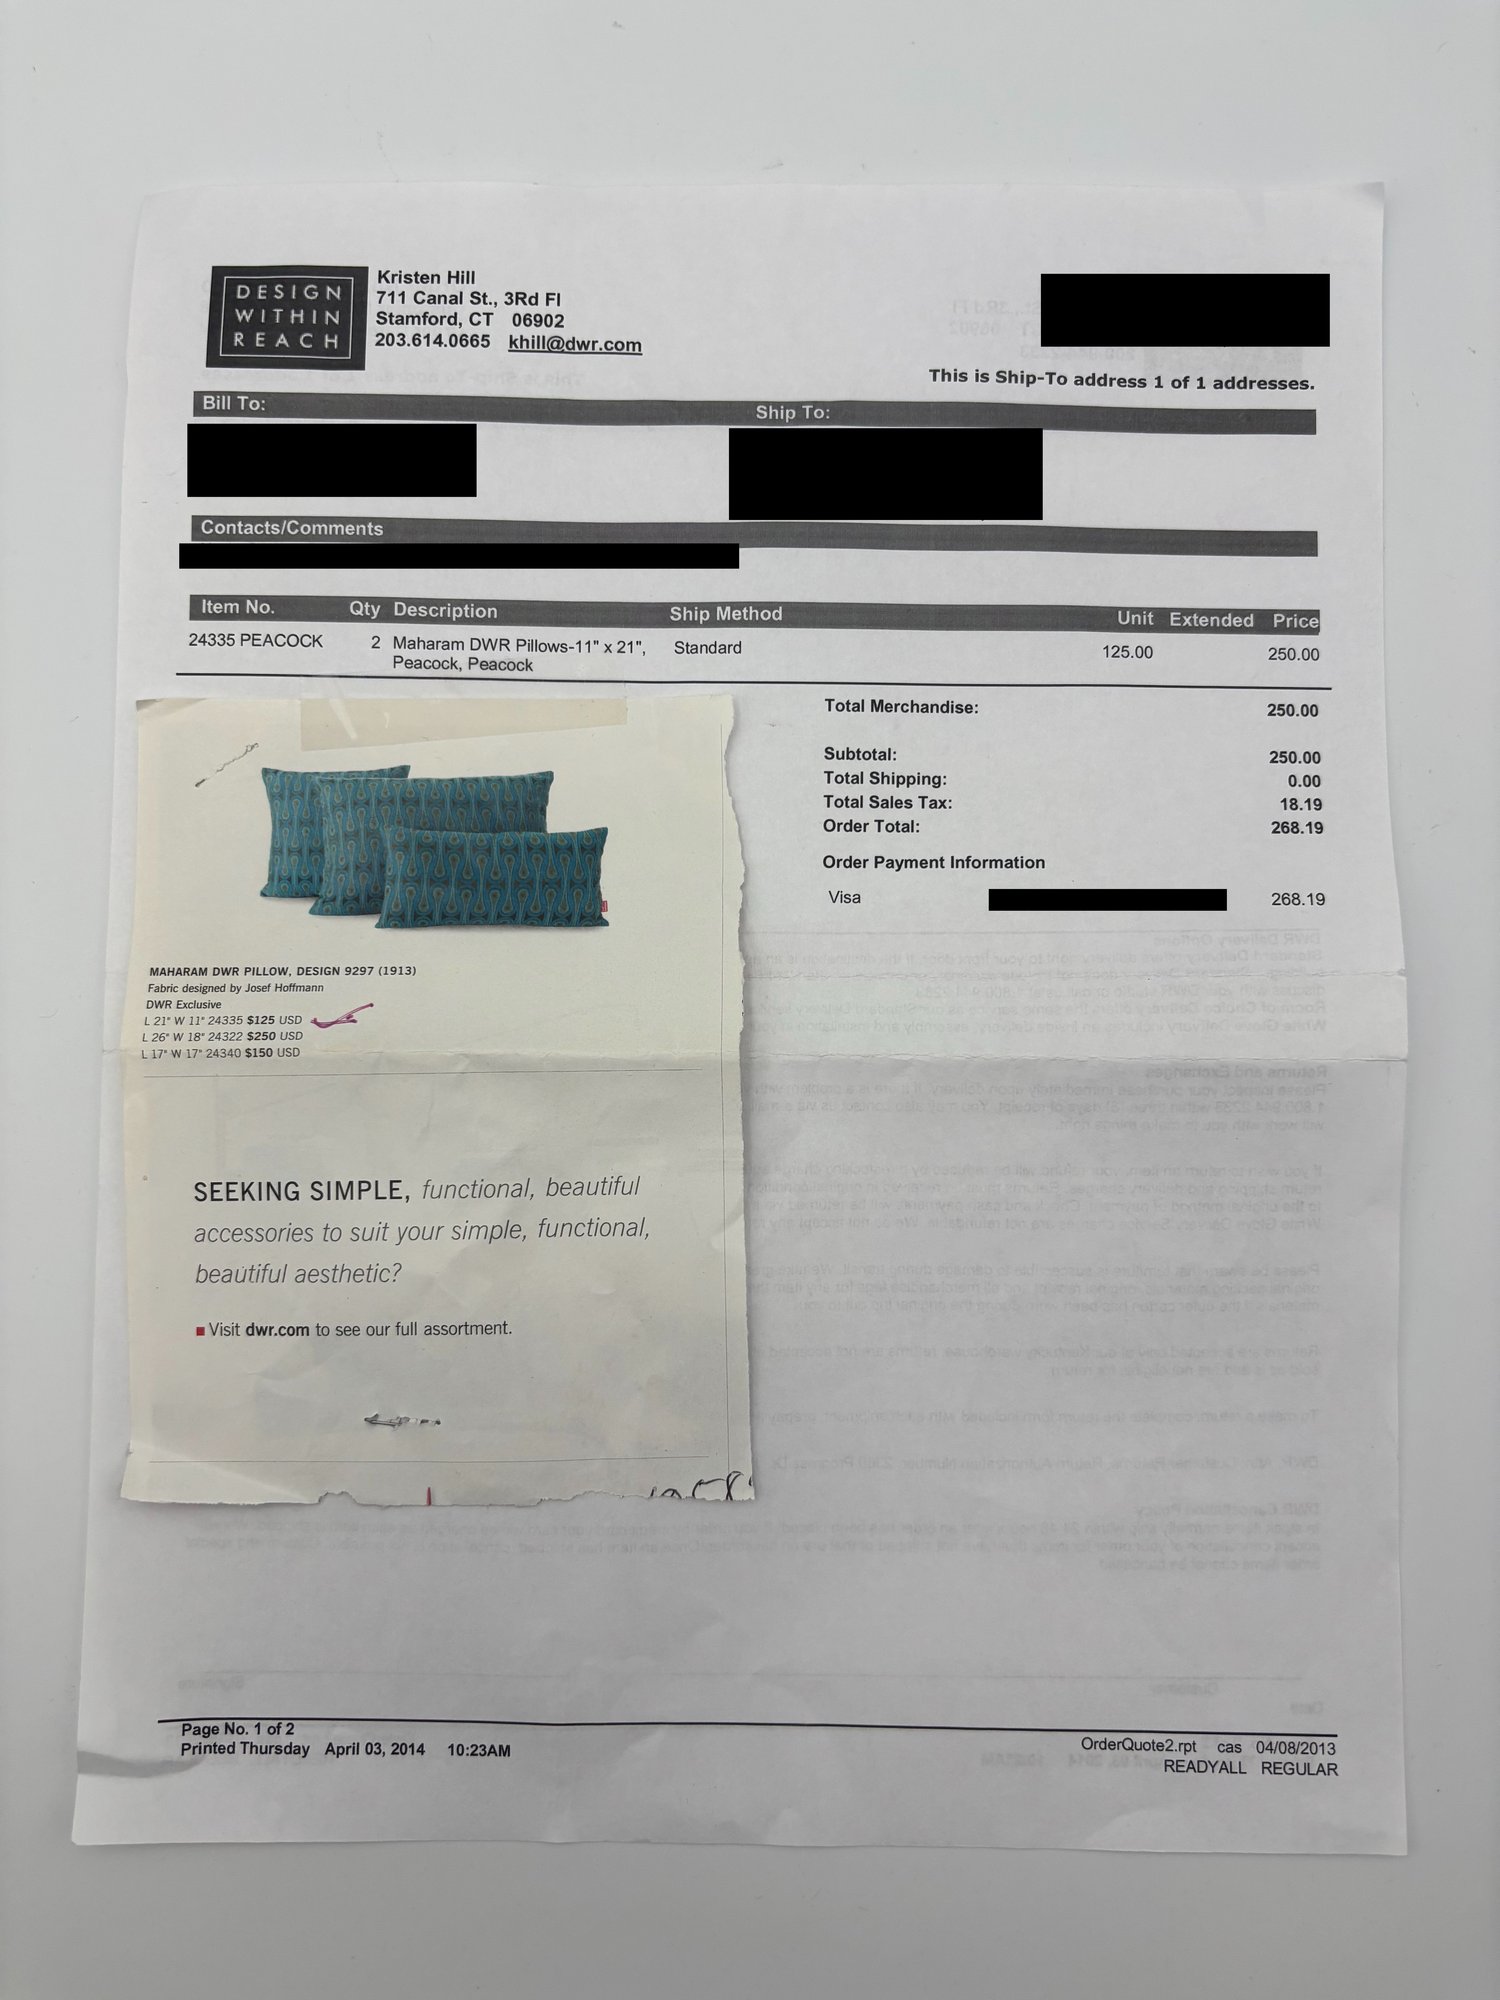 DESIGN
WITHIN
REACH
Kristen Hill
711 Canal St., 3Rd Fl
Stamford, CT 06902
203.614.0665 khill@dwr.com
This is Ship-To address 1 of 1 addresses.
Bill To: Ship To:
Contacts/Comments
Item No. Qty Description Ship Method Unit Extended Price
24335 PEACOCK 2 Maharam DWR Pillows-11" x 21", Standard 125.00 250.00
Peacock, Peacock
Total Merchandise: 250.00
Subtotal: 250.00
Total Shipping: 0.00
Total Sales Tax: 18.19
Order Total: 268.19
Order Payment Information
Visa 268.19
MAHARAM DWR PILLOW, DESIGN 9297 (1913)
Fabric designed by Josef Hoffmann
DWR Exclusive
L 21" W 11" 24335 $125 USD
L 26" W 18" 24322 $250 USD
L 17" W 17" 24340 $150 USD
SEEKING SIMPLE, functional, beautiful
accessories to suit your simple, functional,
beautiful aesthetic?
Visit dwr.com to see our full assortment.
Page No. 1 of 2
Printed Thursday April 03, 2014 10:23AM
OrderQuote2.rpt cas 04/08/2013
READYALL REGULAR